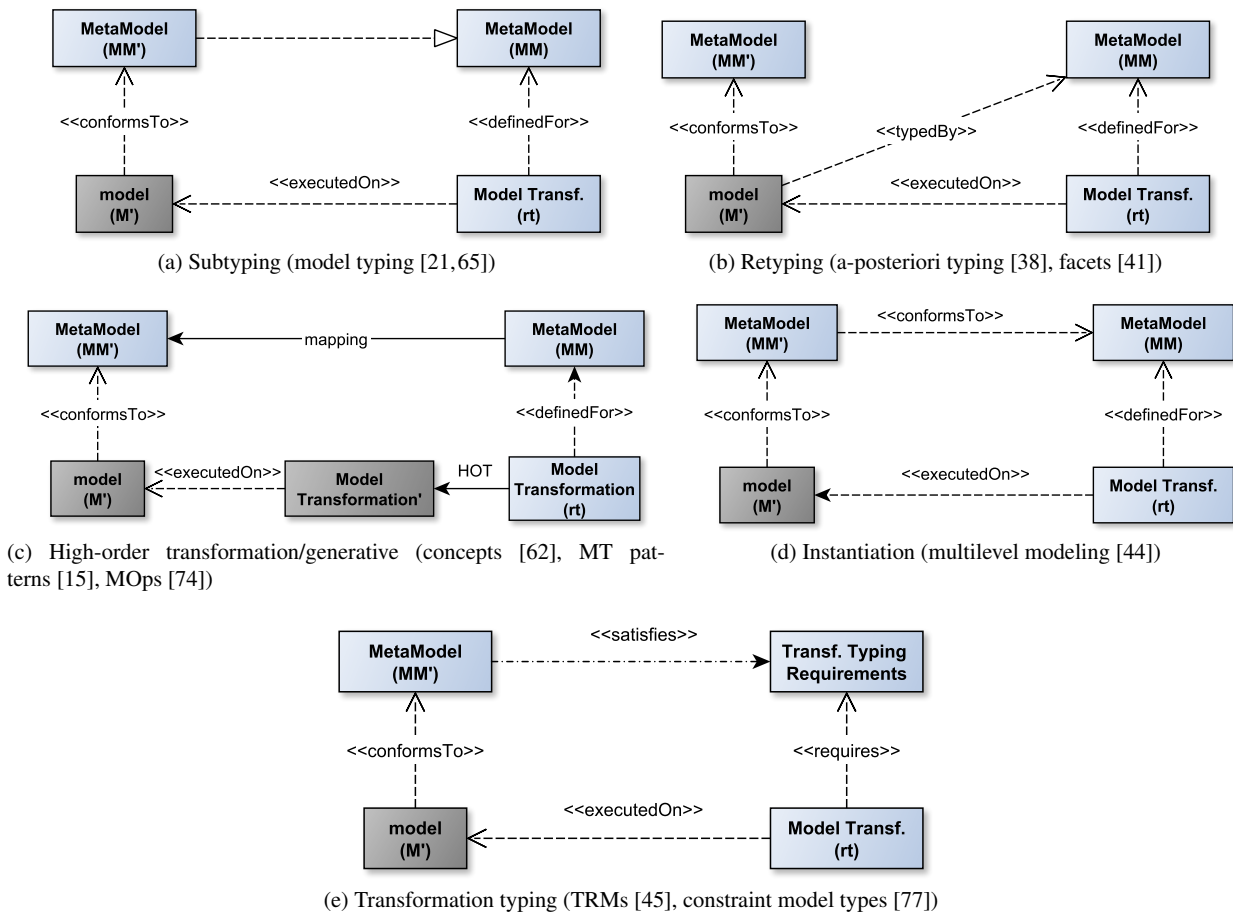 MetaModel
(MM')
MetaModel
(MM)
<<conformsTo>>
<<definedFor>>
<<executedOn>>
model
(M')
Model Transf.
(rt)
(a) Subtyping (model typing [21,65])
MetaModel
(MM')
MetaModel
(MM)
<<conformsTo>>
<<typedBy>>
<<definedFor>>
<<executedOn>>
model
(M')
Model Transf.
(rt)
(b) Retyping (a-posteriori typing [38], facets [41])
MetaModel
(MM')
mapping
MetaModel
(MM)
<<conformsTo>>
<<definedFor>>
model
(M')
<<executedOn>>
Model
Transformation'
HOT
Model
Transformation
(rt)
(c) High-order transformation/generative (concepts [62], MT pat-
terns [15], MOps [74])
MetaModel
(MM')
<<conformsTo>>
MetaModel
(MM)
<<conformsTo>>
<<definedFor>>
<<executedOn>>
model
(M')
Model Transf.
(rt)
(d) Instantiation (multilevel modeling [44])
MetaModel
(MM')
<<satisfies>>
Transf. Typing
Requirements
<<conformsTo>>
<<requires>>
<<executedOn>>
model
(M')
Model Transf.
(rt)
(e) Transformation typing (TRMs [45], constraint model types [77])